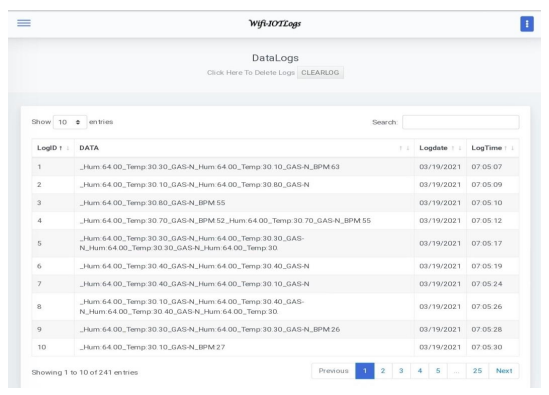 Wifi-IOTLogs
DataLogs
Click Here To Delete Logs CLEARLOG
Show 10 entries Search:
LogID DATA Logdate LogTime
1 _Hum:64.00_Temp:30.30_GAS-N_Hum:64.00_Temp:30.10_GAS-N_BPM:63 03/19/2021 07:05:07
2 _Hum:64.00_Temp:30.10_GAS-N_Hum:64.00_Temp:30.80_GAS-N 03/19/2021 07:05:09
3 _Hum:64.00_Temp:30.80_GAS-N_BPM:55 03/19/2021 07:05:10
4 _Hum:64.00_Temp:30.70_GAS-N_BPM:52_Hum:64.00_Temp:30.70_GAS-N_BPM:55 03/19/2021 07:05:12
5 _Hum:64.00_Temp:30.30_GAS-N_Hum:64.00_Temp:30.30_GAS- 03/19/2021 07:05:17
N_Hum:64.00_Temp:30.30_GAS-N_Hum:64.00_Temp:30.
6 _Hum:64.00_Temp:30.40_GAS-N_Hum:64.00_Temp:30.40_GAS-N 03/19/2021 07:05:19
7 _Hum:64.00_Temp:30.40_GAS-N_Hum:64.00_Temp:30.10_GAS-N 03/19/2021 07:05:24
8 _Hum:64.00_Temp:30.10_GAS-N_Hum:64.00_Temp:30.40_GAS- 03/19/2021 07:05:26
N_Hum:64.00_Temp:30.40_GAS-N_Hum:64.00_Temp:30.
9 _Hum:64.00_Temp:30.30_GAS-N_Hum:64.00_Temp:30.30_GAS-N_BPM:26 03/19/2021 07:05:28
10 _Hum:64.00_Temp:30.10_GAS-N_BPM:27 03/19/2021 07:05:30
Showing 1 to 10 of 241 entries Previous 1 2 3 4 5 ... 25 Next